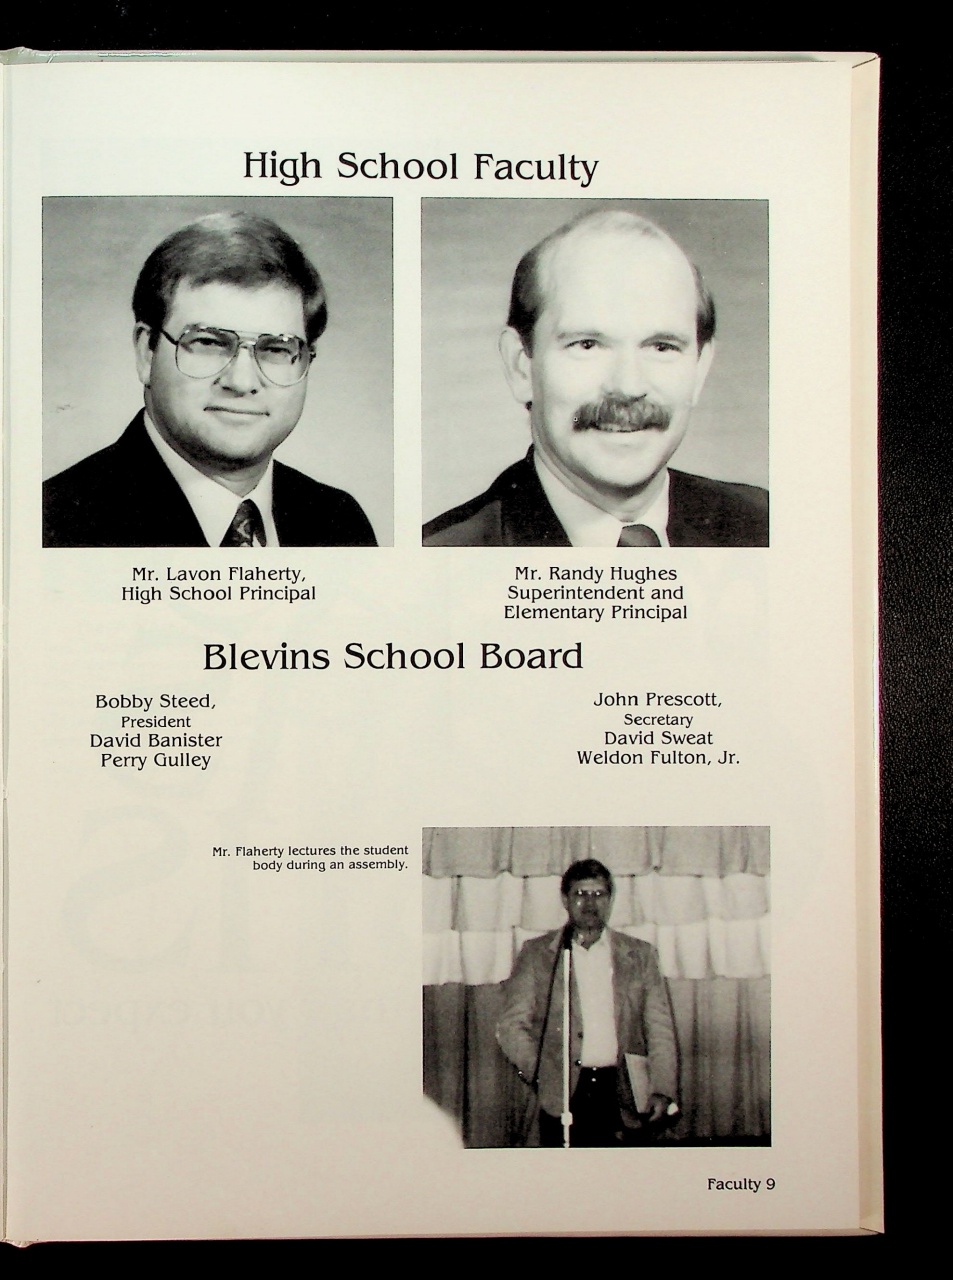 High School Faculty
Mr. Lavon Flaherty,
High School Principal
Mr. Randy Hughes
Superintendent and
Elementary Principal
Blevins School Board
Bobby Steed,
President
David Banister
Perry Gulley
John Prescott,
Secretary
David Sweat
Weldon Fulton, Jr.
Mr. Flaherty lectures the student
body during an assembly.
Faculty 9